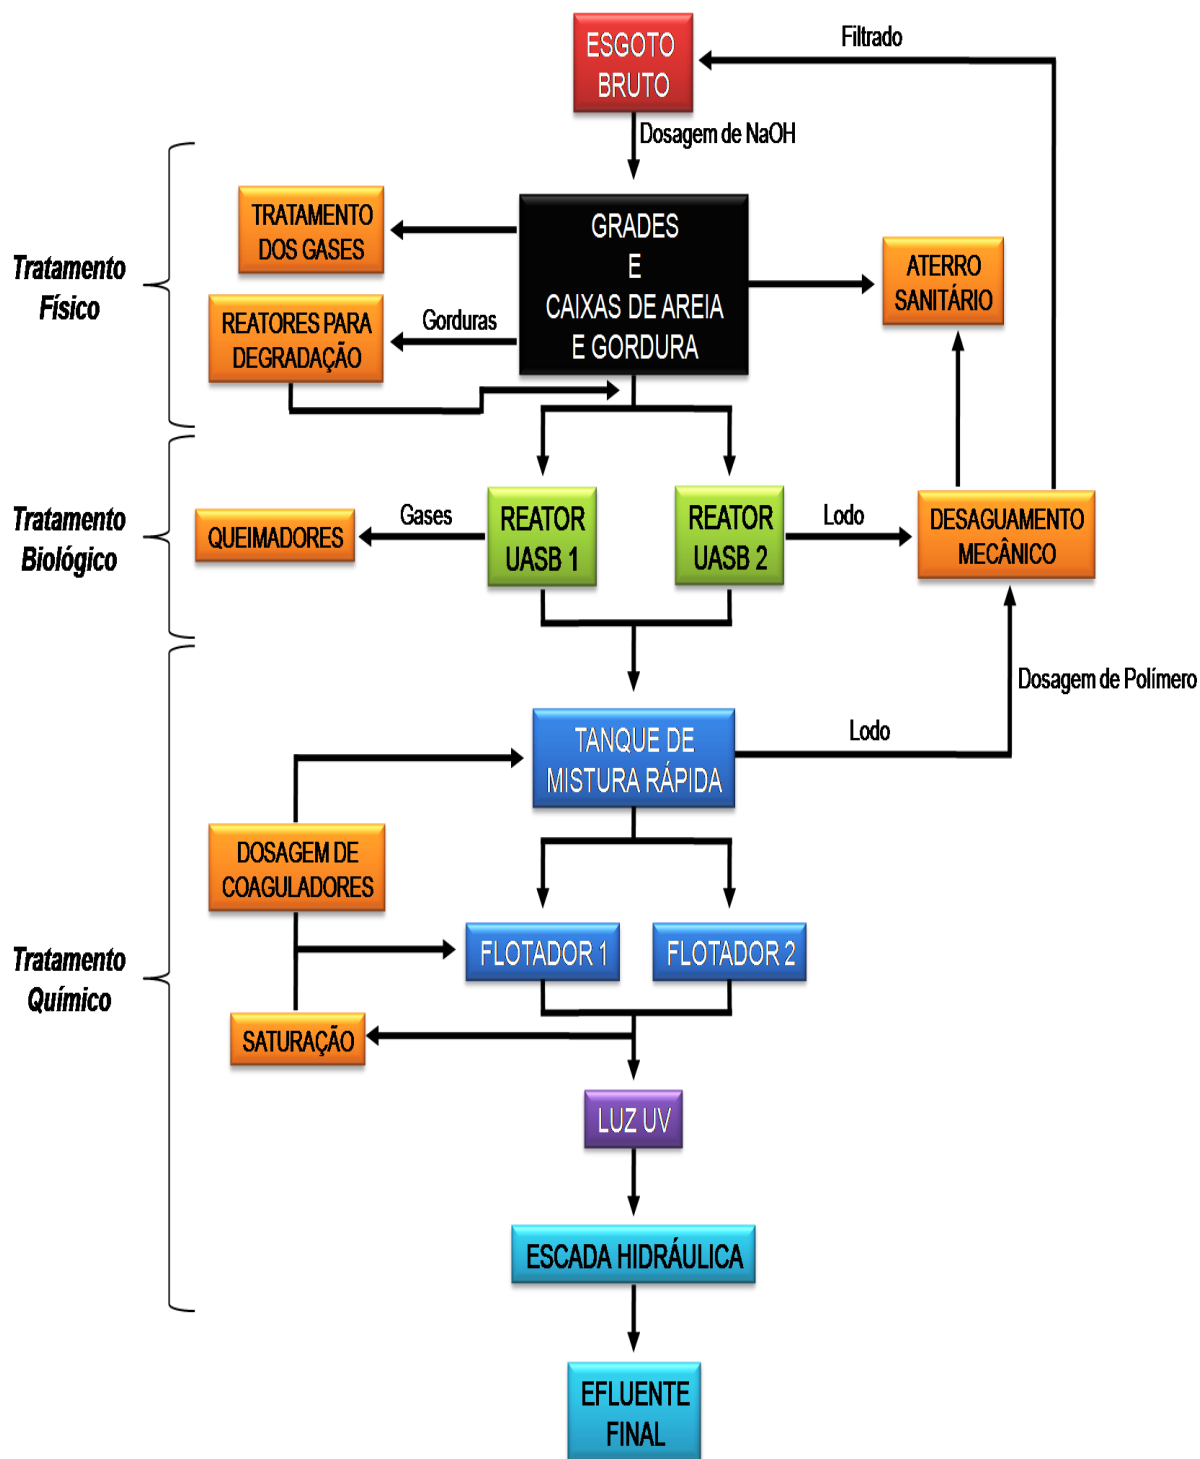 ESGOTO
BRUTO
Filtrado
Dosagem de NaOH
Tratamento
Físico
TRATAMENTO
DOS GASES
GRADES
E
CAIXAS DE AREIA
E GORDURA
ATERRO
SANITÁRIO
REATORES PARA
DEGRADAÇÃO
Gorduras
Tratamento
Biológico
QUEIMADORES
Gases
REATOR
UASB 1
REATOR
UASB 2
Lodo
DESAGUAMENTO
MECÂNICO
Dosagem de Polímero
TANQUE DE
MISTURA RÁPIDA
Lodo
DOSAGEM DE
COAGULADORES
Tratamento
Químico
FLOTADOR 1
FLOTADOR 2
SATURAÇÃO
LUZ UV
ESCADA HIDRÁULICA
EFLUENTE
FINAL